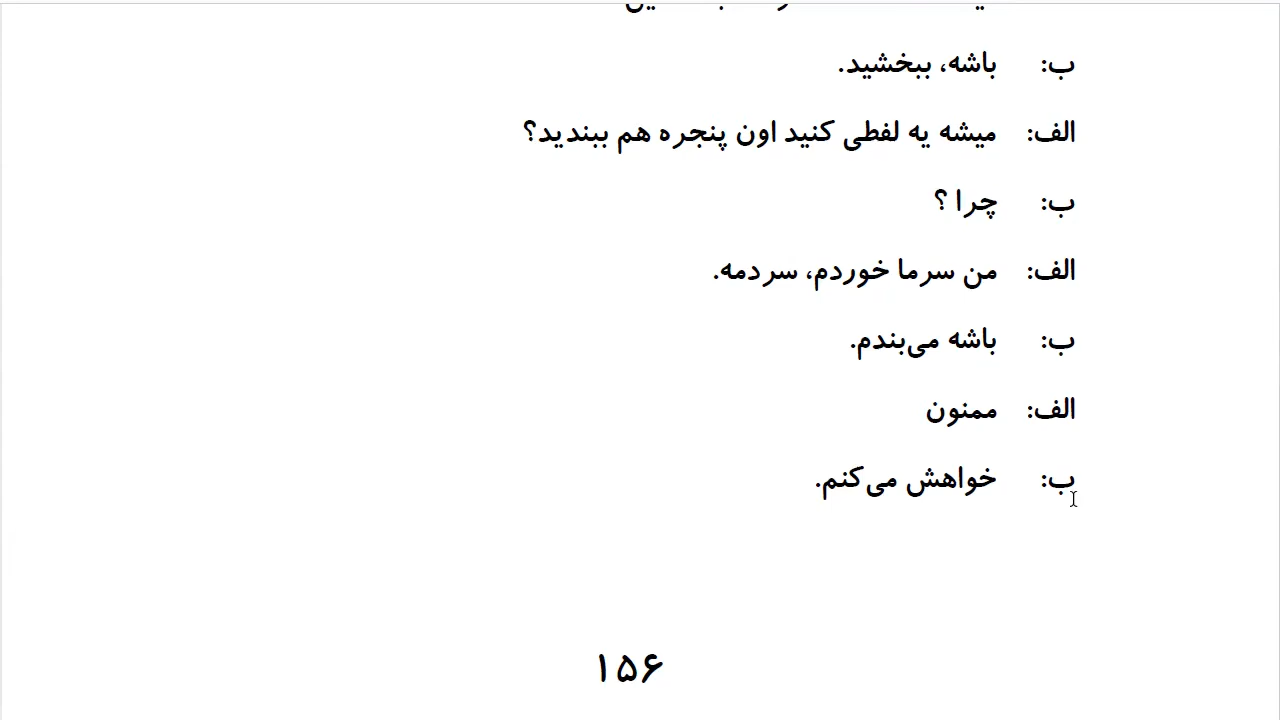 ب: باشه، ببخشید.
الف: میشه یه لفطی کنید اون پنجره هم ببندید؟
ب: چرا ؟
الف: من سرما خوردم، سردمه.
ب: باشه می‌بندم.
الف: ممنون
ب: خواهش می‌کنم.
۱۵۶